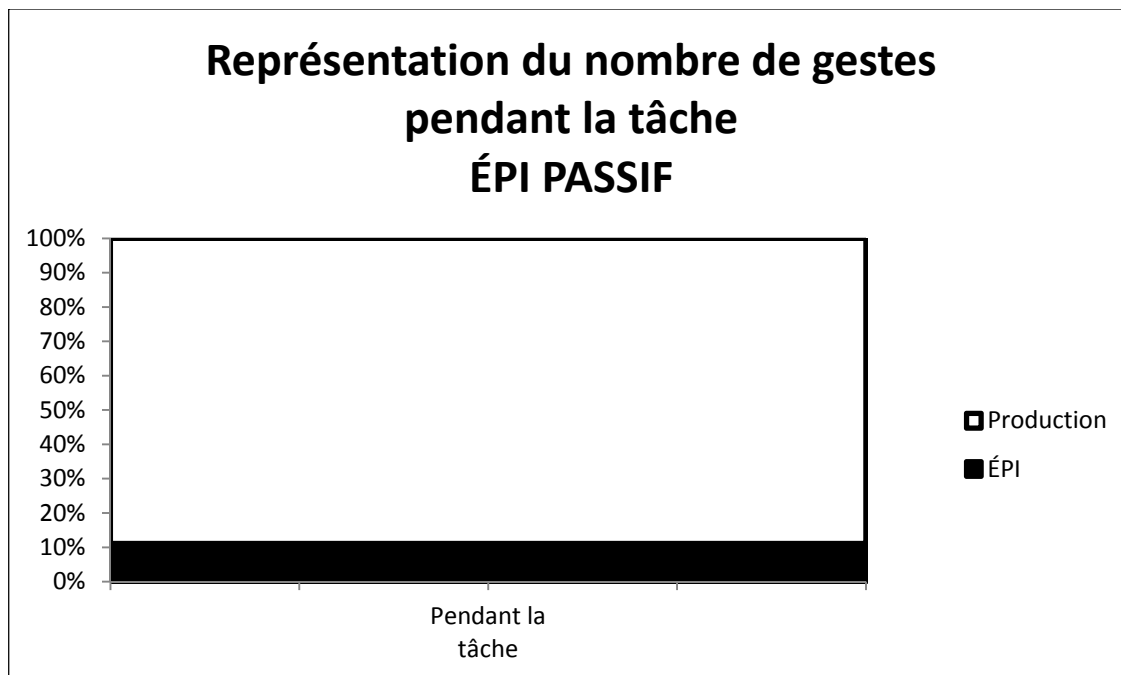 Représentation du nombre de gestes
pendant la tâche
ÉPI PASSIF
100%
90%
80%
70%
60%
50%
40%
30%
20%
10%
0%
Pendant la
tâche
Production
ÉPI